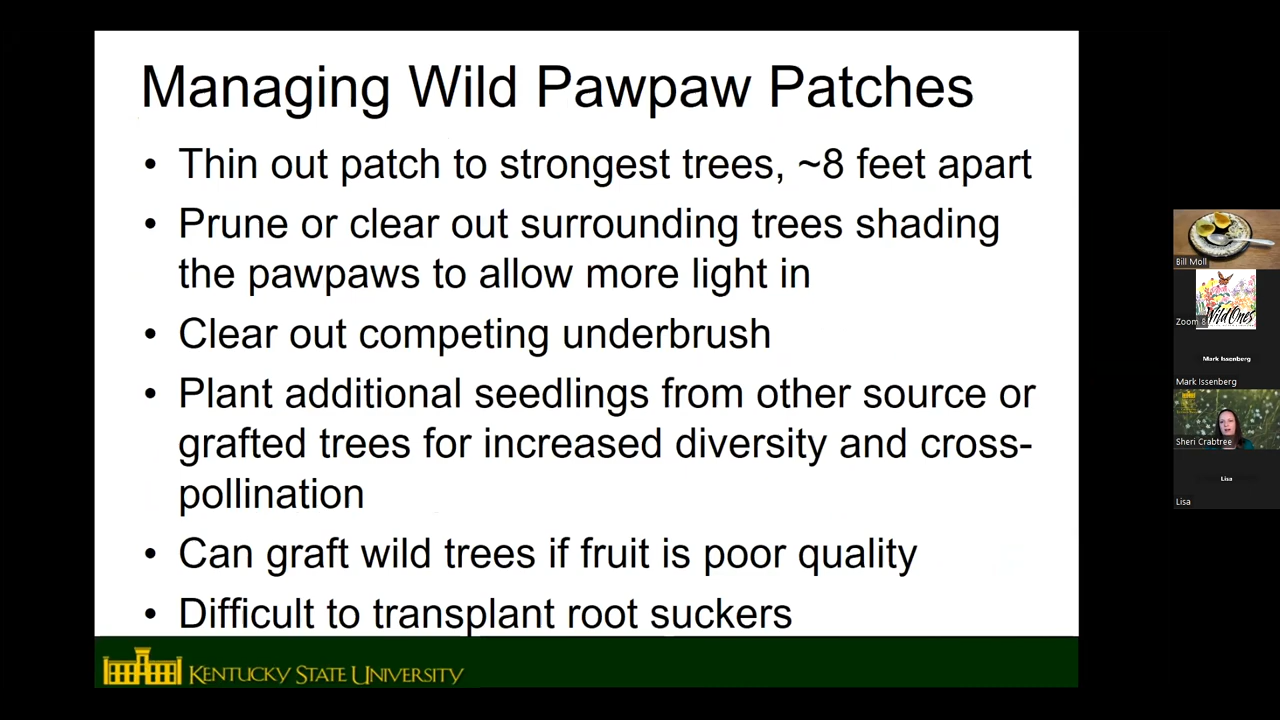 Managing Wild Pawpaw Patches
• Thin out patch to strongest trees, ~8 feet apart
• Prune or clear out surrounding trees shading
the pawpaws to allow more light in
• Clear out competing underbrush
• Plant additional seedlings from other source or
grafted trees for increased diversity and cross-
pollination
• Can graft wild trees if fruit is poor quality
• Difficult to transplant root suckers
KENTUCKY STATE UNIVERSITY
Bill Moll
Wild Ones
Zoom
Mark Issenberg
Mark Issenberg
Sheri Crabtree
Lisa
Lisa